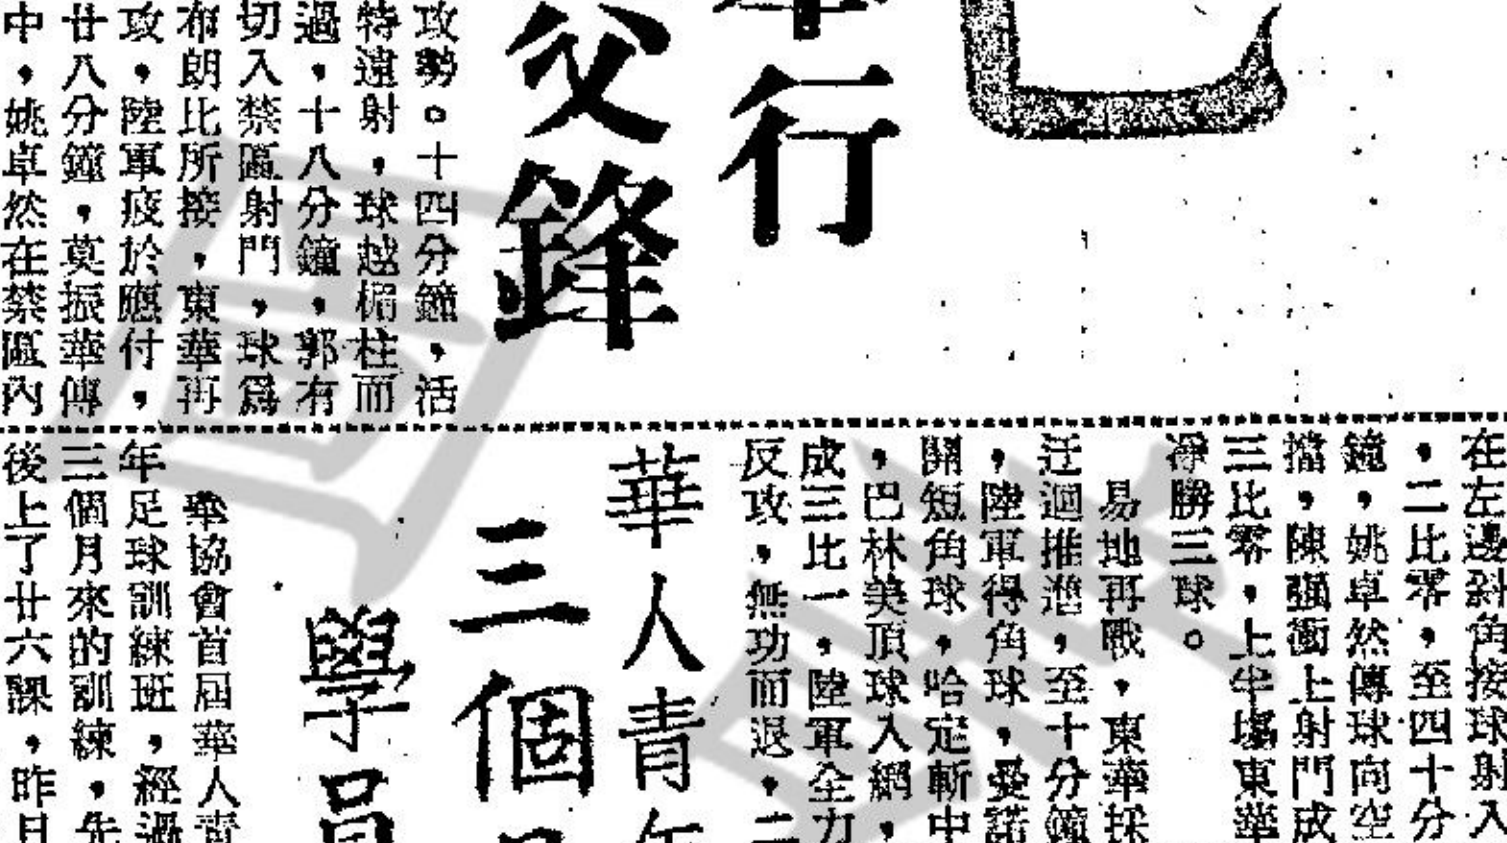 行
父鋒
攻勢。十四分鐘，活
特遠射，球越楣柱而
過，十八分鐘，郭有
切入禁區射門，球爲
布朗比所接，東華再
攻，陸軍疲於應付，
廿八分鐘，莫振華傳
中，姚卓然在禁區內
在左邊斜角接球射入
，二比零，至四十分
鐘，姚卓然傳球向空
擋，陳强衝上射門成
三比零，上半塲東華
淨勝三球。
易地再戰，東華採
迂迴推進，至十分鐘
，陸軍得角球，曼諾
開短角球，哈定斬中
，巴林美頂球入網，
成三比一，陸軍全力
反攻，無功而退，二
華人青年
三個
學員
華協會首屆華人青
年足球訓練班，經過
三個月來的訓練，先
後上了廿六課，昨日